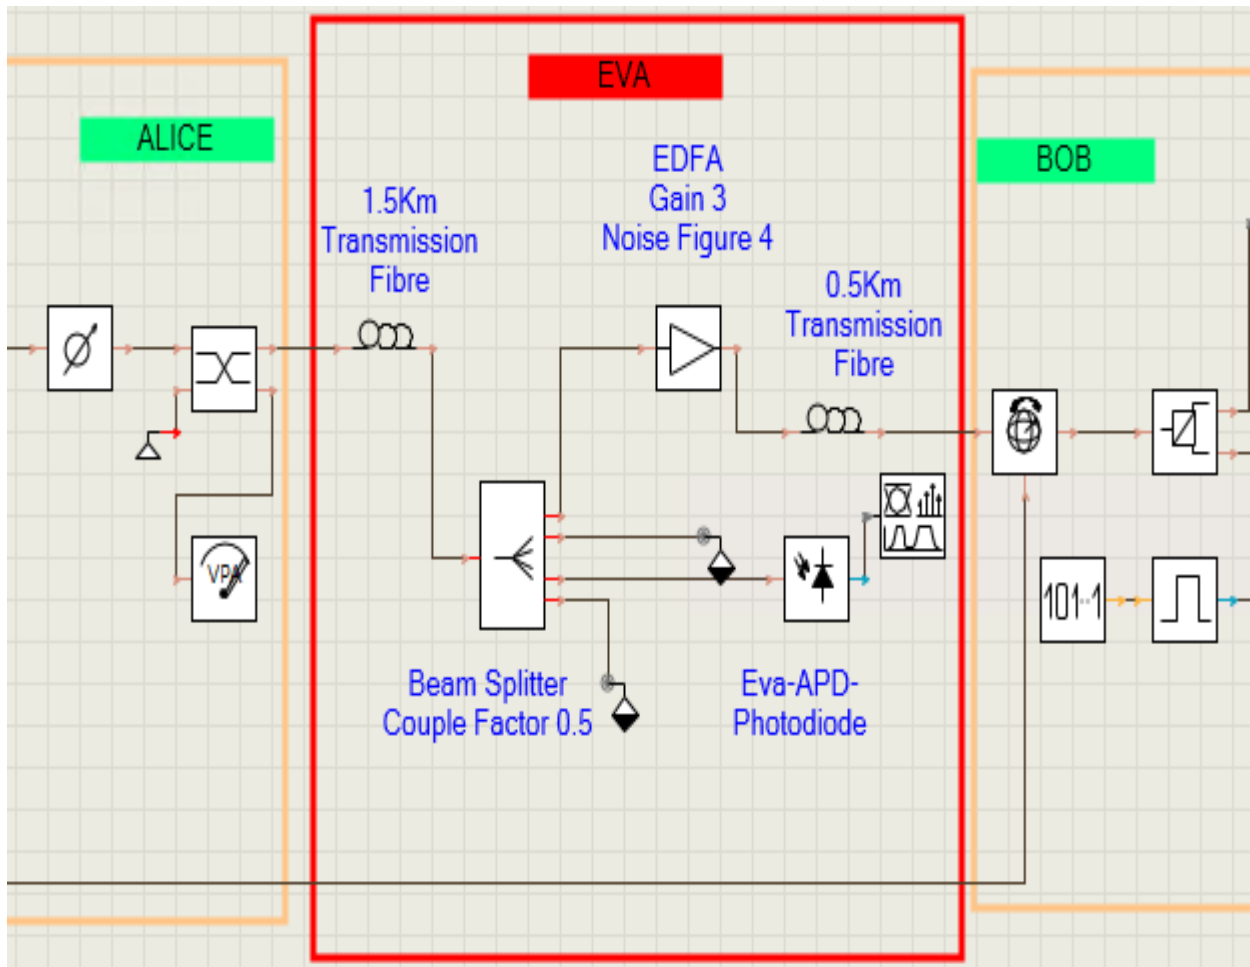 EVA
ALICE
BOB
EDFA
Gain 3
Noise Figure 4
1.5Km
Transmission
Fibre
0.5Km
Transmission
Fibre
VPA
101··1
Beam Splitter
Couple Factor 0.5
Eva-APD-
Photodiode